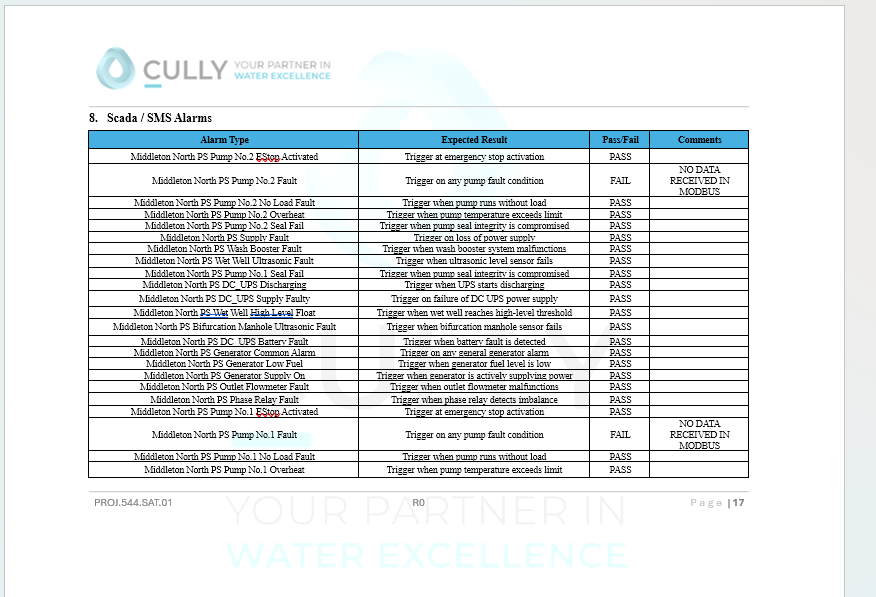 CULLY YOUR PARTNER IN
WATER EXCELLENCE
8. Scada / SMS Alarms
Alarm Type Expected Result Pass/Fail Comments
Middleton North PS Pump No.2 EStop Activated Trigger at emergency stop activation PASS
Middleton North PS Pump No.2 Fault Trigger on any pump fault condition FAIL NO DATA
RECEIVED IN
MODBUS
Middleton North PS Pump No.2 No Load Fault Trigger when pump runs without load PASS
Middleton North PS Pump No.2 Overheat Trigger when pump temperature exceeds limit PASS
Middleton North PS Pump No.2 Seal Fail Trigger when pump seal integrity is compromised PASS
Middleton North PS Supply Fault Trigger on loss of power supply PASS
Middleton North PS Wash Booster Fault Trigger when wash booster system malfunctions PASS
Middleton North PS Wet Well Ultrasonic Fault Trigger when ultrasonic level sensor fails PASS
Middleton North PS Pump No.1 Seal Fail Trigger when pump seal integrity is compromised PASS
Middleton North PS DC_UPS Discharging Trigger when UPS starts discharging PASS
Middleton North PS DC_UPS Supply Faulty Trigger on failure of DC UPS power supply PASS
Middleton North PS Wet Well High Level Float Trigger when wet well reaches high-level threshold PASS
Middleton North PS Bifurcation Manhole Ultrasonic Fault Trigger when bifurcation manhole sensor fails PASS
Middleton North PS DC_UPS Battery Fault Trigger when battery fault is detected PASS
Middleton North PS Generator Common Alarm Trigger on any general generator alarm PASS
Middleton North PS Generator Low Fuel Trigger when generator fuel level is low PASS
Middleton North PS Generator Supply On Trigger when generator is actively supplying power PASS
Middleton North PS Outlet Flowmeter Fault Trigger when outlet flowmeter malfunctions PASS
Middleton North PS Phase Relay Fault Trigger when phase relay detects imbalance PASS
Middleton North PS Pump No.1 EStop Activated Trigger at emergency stop activation PASS
Middleton North PS Pump No.1 Fault Trigger on any pump fault condition FAIL NO DATA
RECEIVED IN
MODBUS
Middleton North PS Pump No.1 No Load Fault Trigger when pump runs without load PASS
Middleton North PS Pump No.1 Overheat Trigger when pump temperature exceeds limit PASS
PROJ.544.SAT.01 R0 Page | 17
YOUR PARTNER IN
WATER EXCELLENCE